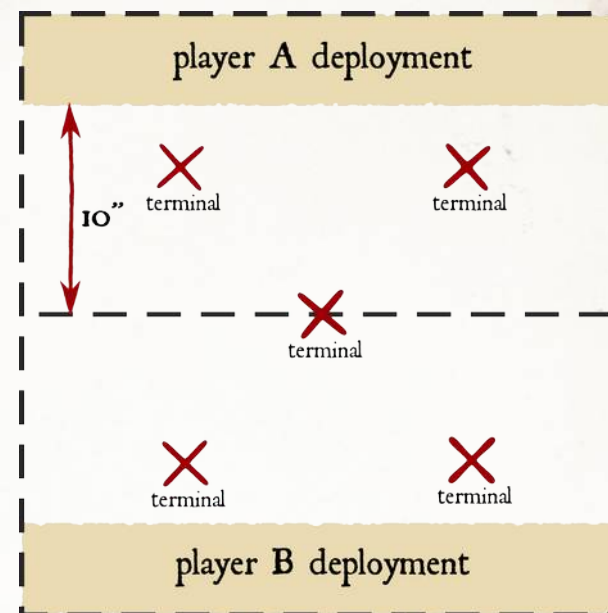 player A deployment
terminal
terminal
10”
terminal
terminal
terminal
player B deployment